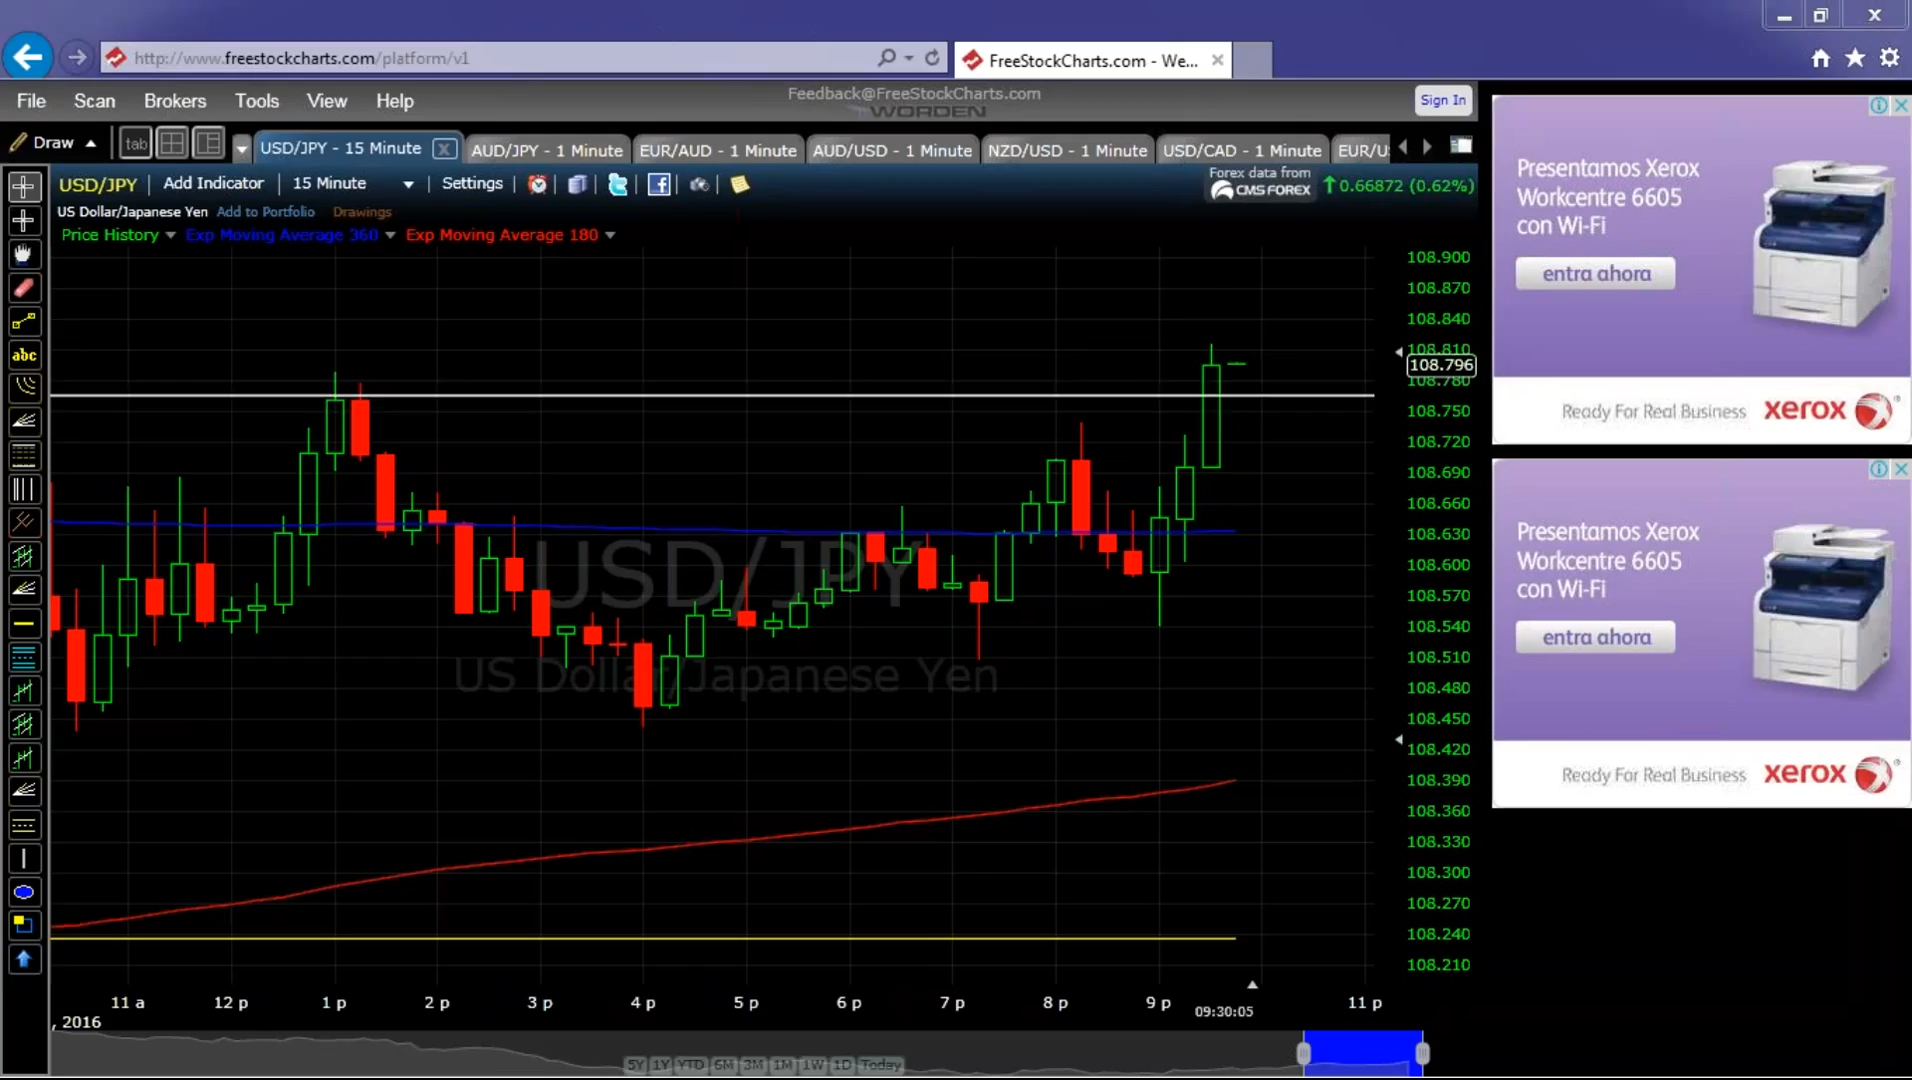 http://www.freestockcharts.com/platform/v1
FreeStockCharts.com - We...
File Scan Brokers Tools View Help
Feedback@FreeStockCharts.com
WORDEN
Sign In
Draw
tab
USD/JPY - 15 Minute
AUD/JPY - 1 Minute
EUR/AUD - 1 Minute
AUD/USD - 1 Minute
NZD/USD - 1 Minute
USD/CAD - 1 Minute
EUR/U
USD/JPY Add Indicator 15 Minute Settings
Forex data from
CMS FOREX
0.66872 (0.62%)
US Dollar/Japanese Yen Add to Portfolio Drawings
Price History Exp Moving Average 360 Exp Moving Average 180
abc
108.900
108.870
108.840
108.810
108.796
108.780
108.750
108.720
108.690
108.660
108.630
108.600
108.570
108.540
108.510
108.480
108.450
108.420
108.390
108.360
108.330
108.300
108.270
108.240
108.210
USD/JPY
US Dollar/Japanese Yen
11 a 12 p 1 p 2 p 3 p 4 p 5 p 6 p 7 p 8 p 9 p 11 p
09:30:05
, 2016
5Y 1Y YTD 6M 3M 1M 1W 1D Today
Presentamos Xerox
Workcentre 6605
con Wi-Fi
entra ahora
Ready For Real Business xerox
Presentamos Xerox
Workcentre 6605
con Wi-Fi
entra ahora
Ready For Real Business xerox